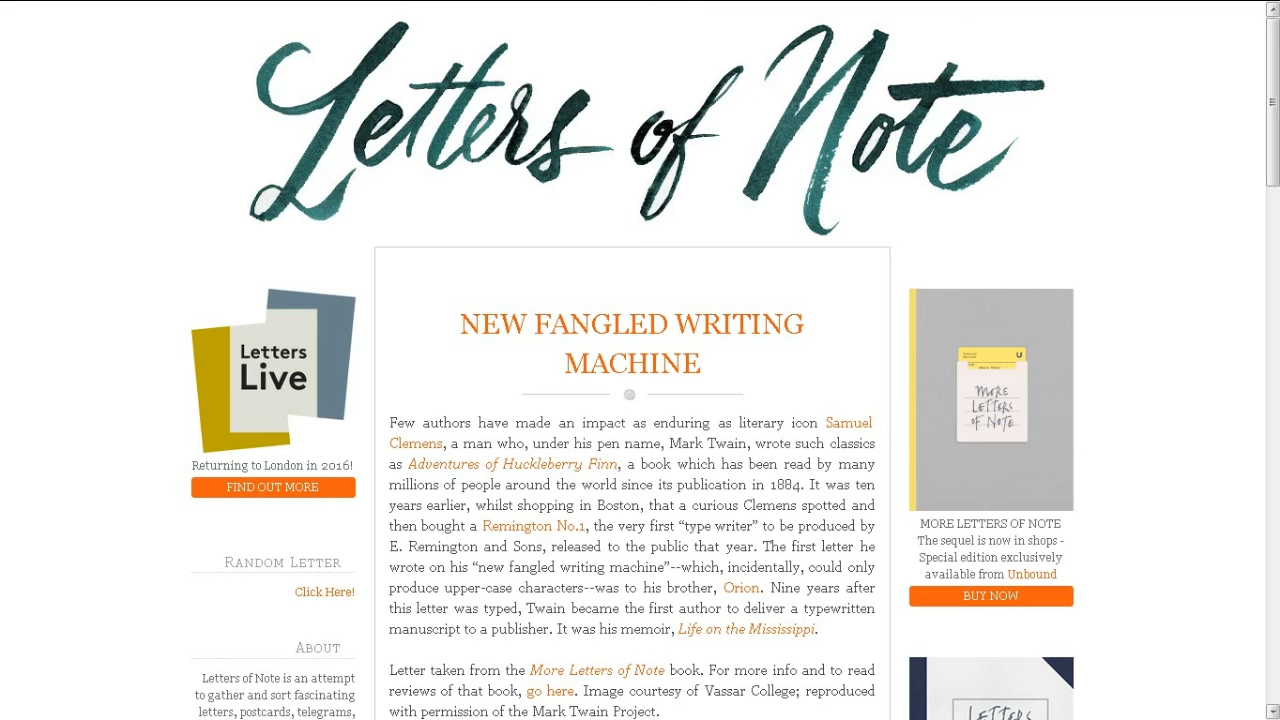 Letters of Note
Letters
Live
Returning to London in 2016!
FIND OUT MORE
RANDOM LETTER
Click Here!
ABOUT
Letters of Note is an attempt
to gather and sort fascinating
letters, postcards, telegrams,
NEW FANGLED WRITING
MACHINE
Few authors have made an impact as enduring as literary icon Samuel
Clemens, a man who, under his pen name, Mark Twain, wrote such classics
as Adventures of Huckleberry Finn, a book which has been read by many
millions of people around the world since its publication in 1884. It was ten
years earlier, whilst shopping in Boston, that a curious Clemens spotted and
then bought a Remington No.1, the very first “type writer” to be produced by
E. Remington and Sons, released to the public that year. The first letter he
wrote on his “new fangled writing machine”--which, incidentally, could only
produce upper-case characters--was to his brother, Orion. Nine years after
this letter was typed, Twain became the first author to deliver a typewritten
manuscript to a publisher. It was his memoir, Life on the Mississippi.
Letter taken from the More Letters of Note book. For more info and to read
reviews of that book, go here. Image courtesy of Vassar College; reproduced
with permission of the Mark Twain Project.
MORE
LETTERS
OF NOTE
MORE LETTERS OF NOTE
The sequel is now in shops -
Special edition exclusively
available from Unbound
BUY NOW
LETTERS